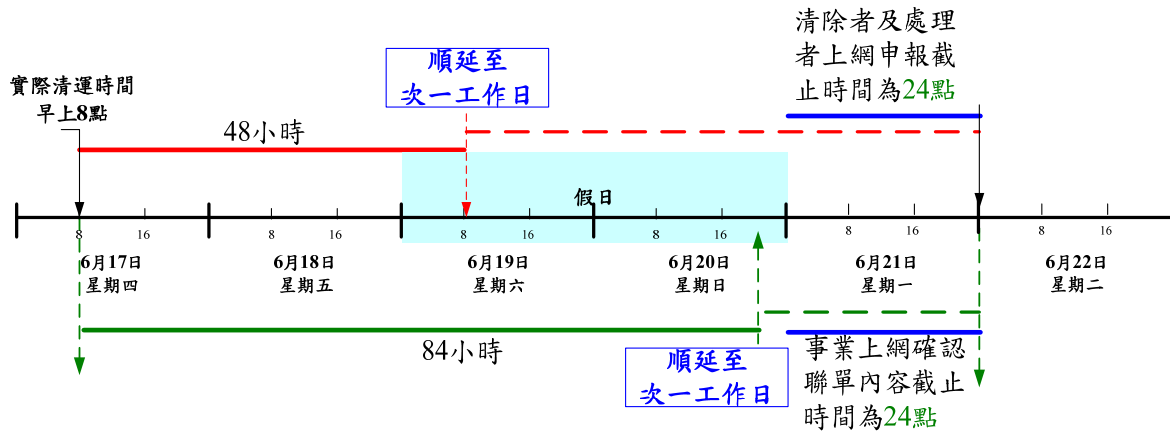 清除者及處理
者上網申報截
止時間為24點
順延至
次一工作日
實際清運時間
早上8點
48小時
假日
8
16
8
16
8
16
8
16
8
16
8
16
6月17日
星期四
6月18日
星期五
6月19日
星期六
6月20日
星期日
6月21日
星期一
6月22日
星期二
84小時
順延至
次一工作日
事業上網確認
聯單內容截止
時間為24點